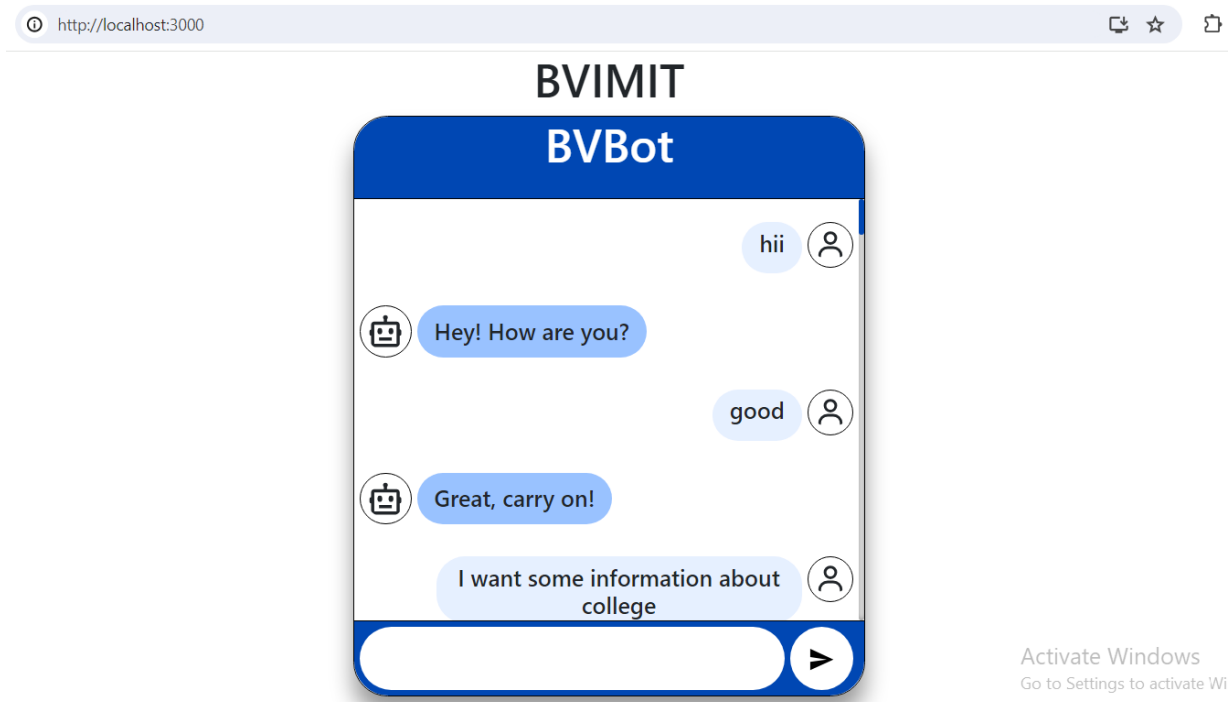 http://localhost:3000
BVIMIT
BVBot
hii
Hey! How are you?
good
Great, carry on!
I want some information about
college
Activate Windows
Go to Settings to activate Wi